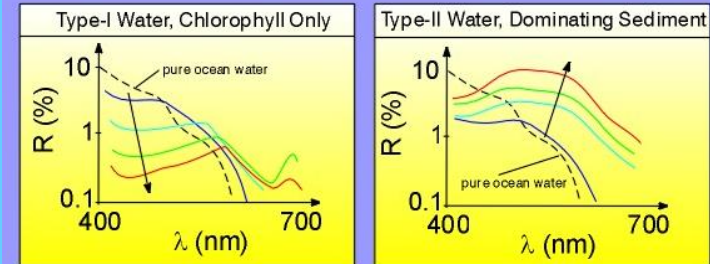 Type-I Water, Chlorophyll Only
10
pure ocean water
R (%)
1
0.1
400
700
λ (nm)
Type-II Water, Dominating Sediment
10
R (%)
1
pure ocean water
0.1
400
700
λ (nm)